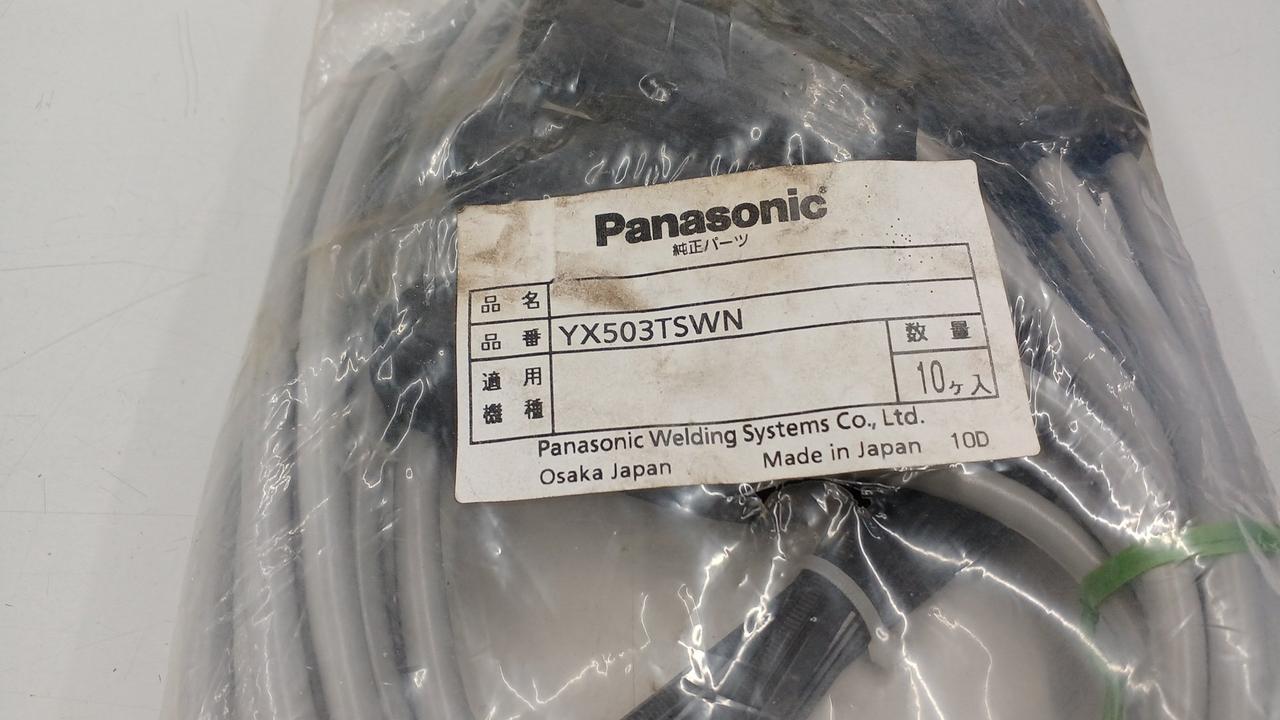 Panasonic®
純正パーツ
品名
品番 YX503TSWN 数量
適用機種 10ヶ入
Panasonic Welding Systems Co., Ltd.
Osaka Japan Made in Japan 10D